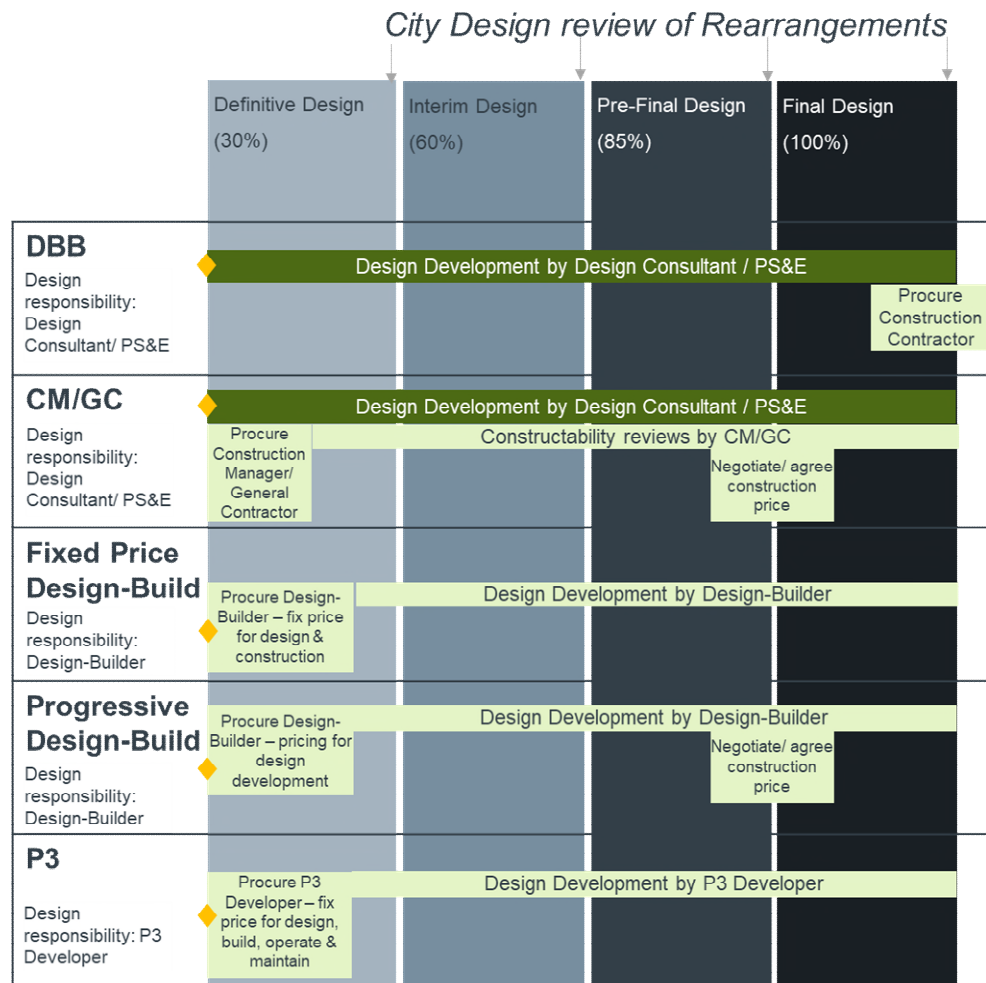 City Design review of Rearrangements
Definitive Design
(30%)
Interim Design
(60%)
Pre-Final Design
(85%)
Final Design
(100%)
DBB
Design
responsibility:
Design
Consultant/ PS&E
Design Development by Design Consultant / PS&E
Procure
Construction
Contractor
CM/GC
Design
responsibility:
Design
Consultant/ PS&E
Design Development by Design Consultant / PS&E
Procure
Construction
Manager/
General
Contractor
Constructability reviews by CM/GC
Negotiate/ agree
construction
price
Fixed Price
Design-Build
Design
responsibility:
Design-Builder
Procure Design-
Builder – fix price
for design &
construction
Design Development by Design-Builder
Progressive
Design-Build
Design
responsibility:
Design-Builder
Procure Design-
Builder – pricing for
design
development
Design Development by Design-Builder
Negotiate/ agree
construction
price
P3
Design
responsibility: P3
Developer
Procure P3
Developer – fix
price for design,
build, operate &
maintain
Design Development by P3 Developer